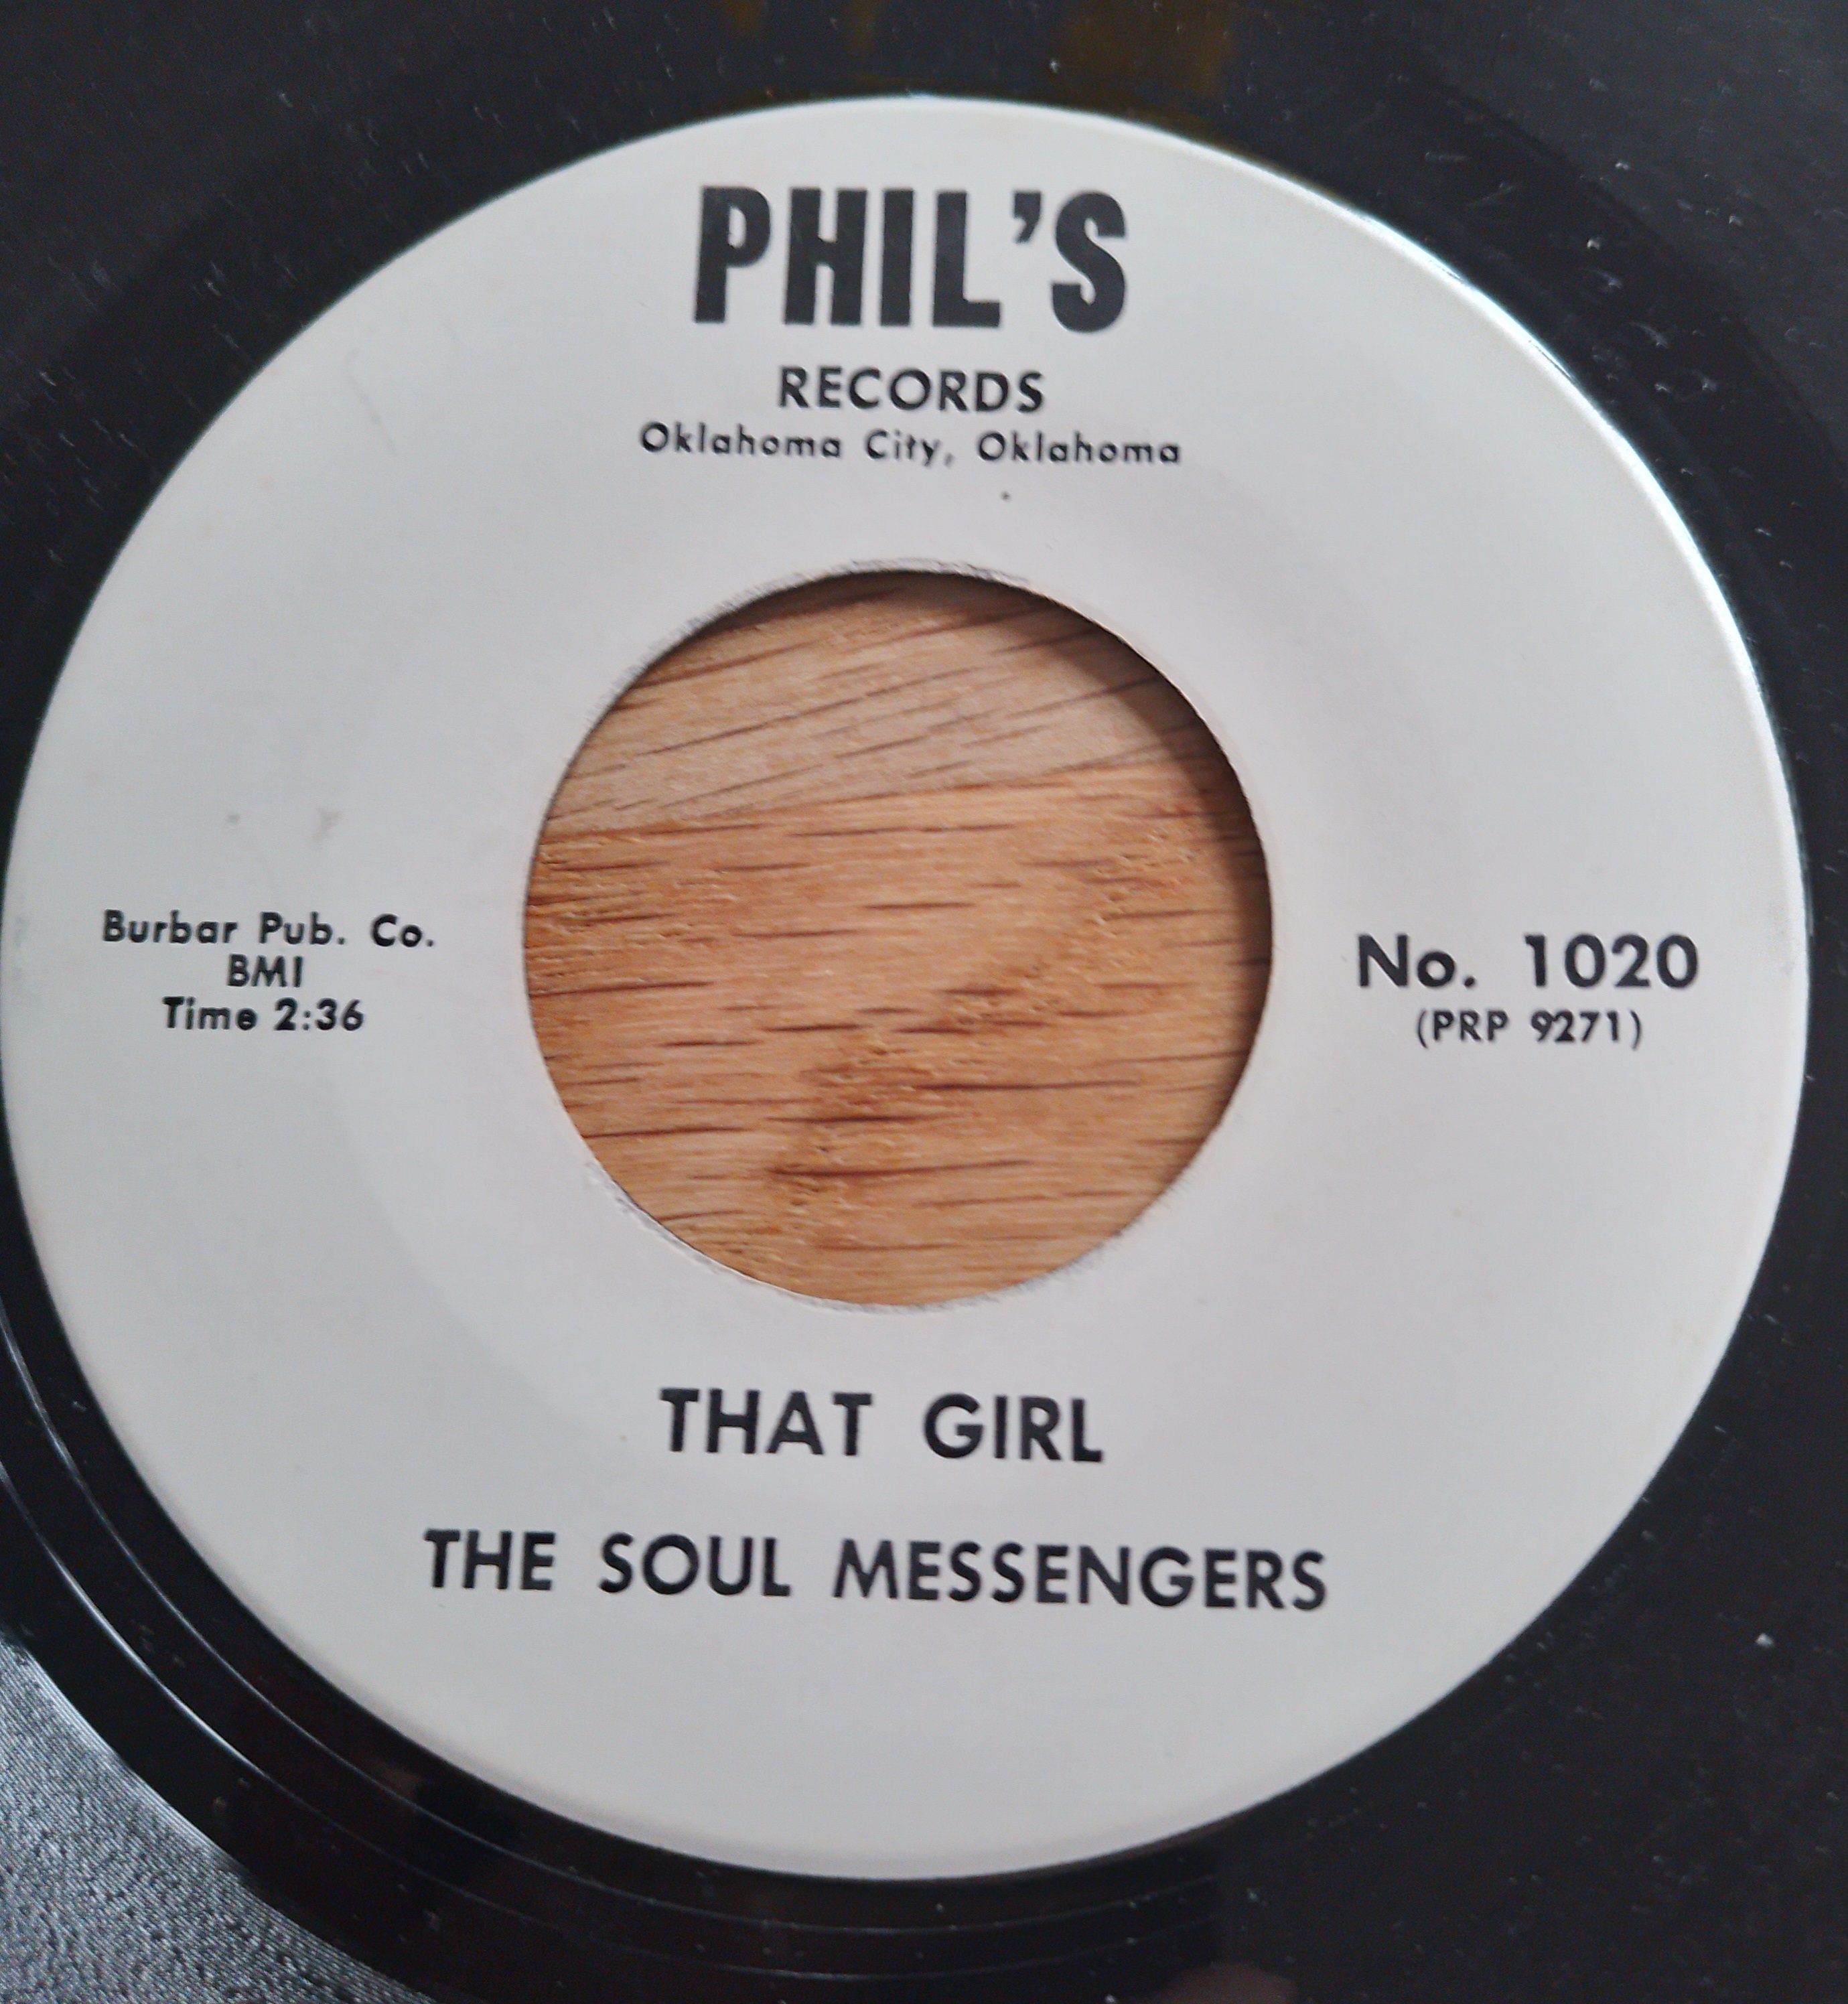 PHIL'S
RECORDS
Oklahoma City, Oklahoma
Burbar Pub. Co.
BMI
Time 2:36
No. 1020
(PRP 9271)
THAT GIRL
THE SOUL MESSENGERS